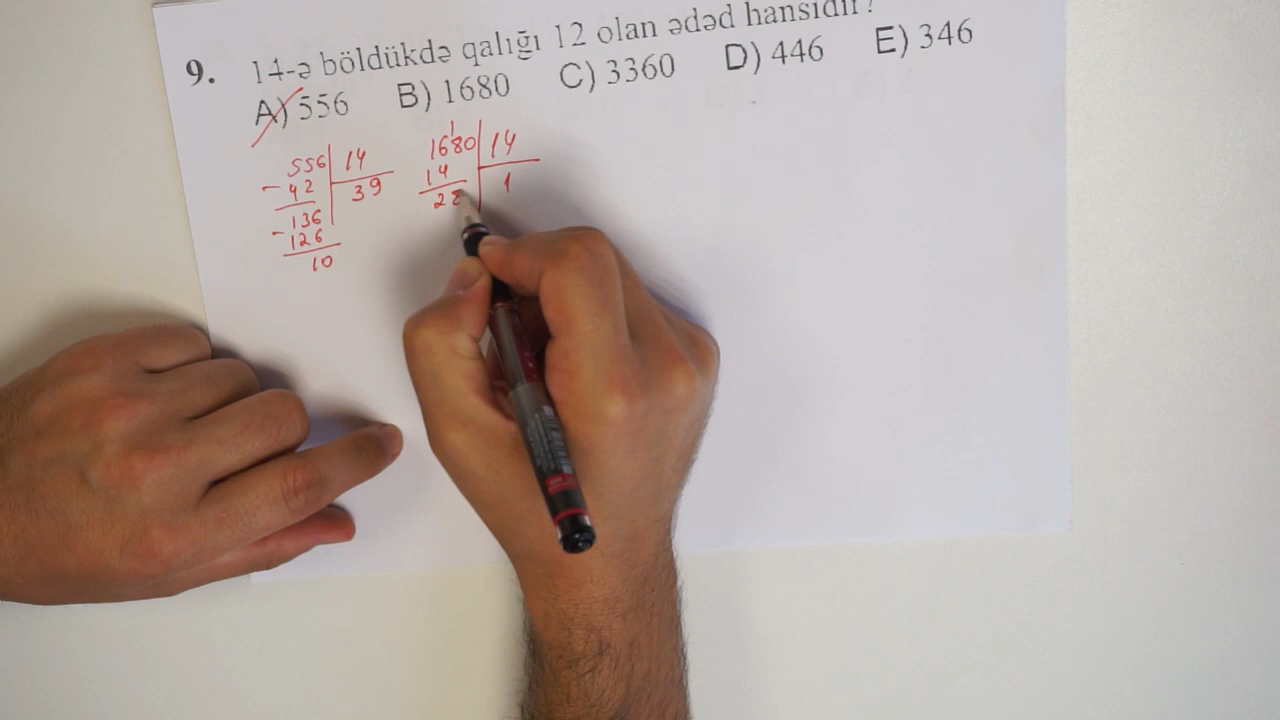 9. 14-ə böldükdə qalığı 12 olan ədəd hansıdır?
A) 556 B) 1680 C) 3360 D) 446 E) 346
556 14
- 42 39
136
- 126
10
1
1680 14
14 1
28